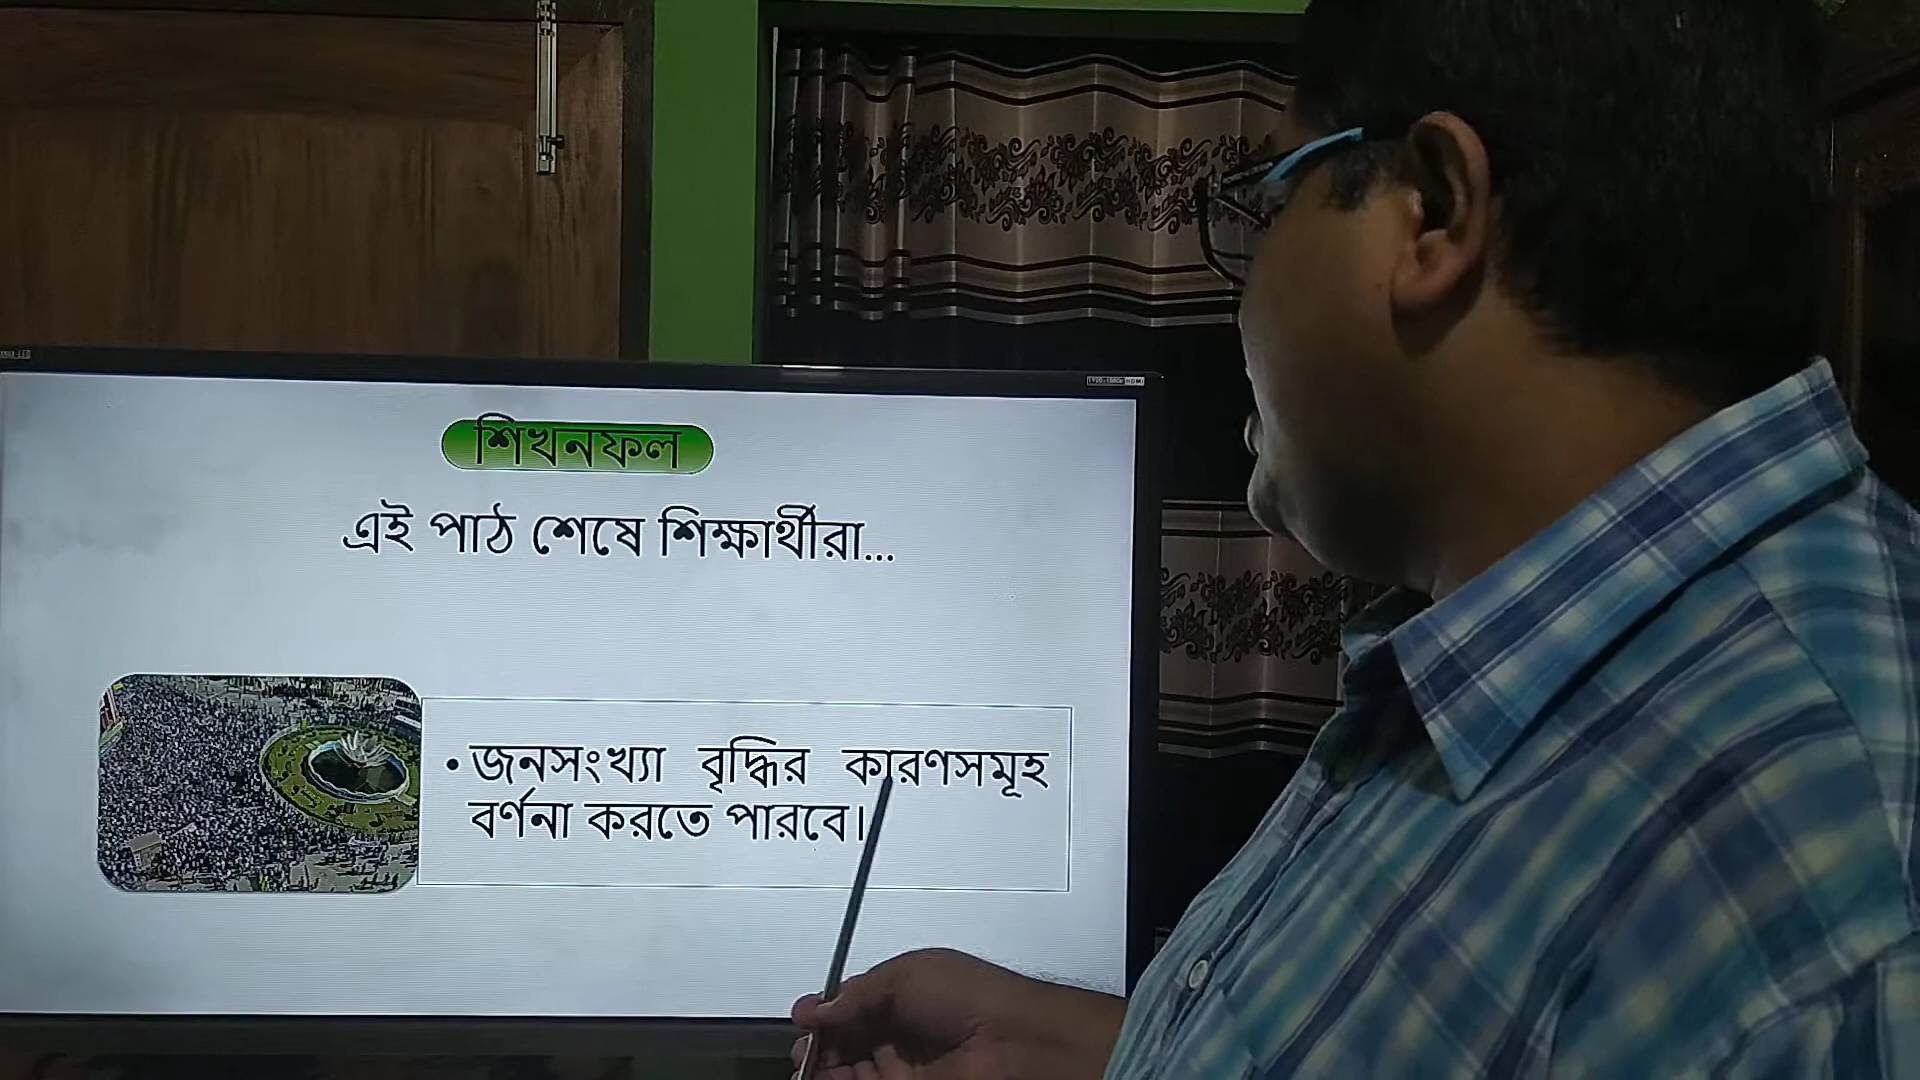 শিখনফল
এই পাঠ শেষে শিক্ষার্থীরা...
• জনসংখ্যা বৃদ্ধির কারণসমূহ
বর্ণনা করতে পারবে।